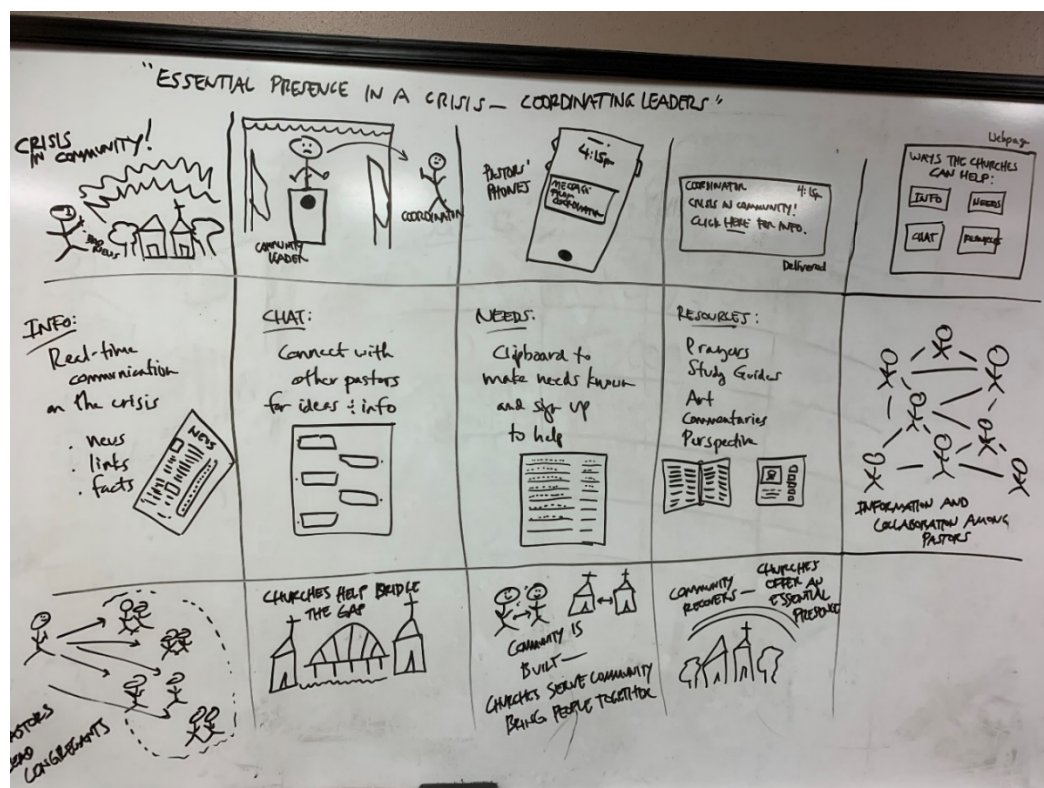 "ESSENTIAL PRESENCE IN A CRISIS — COORDINATING LEADERS"
CRISIS
IN COMMUNITY!
BAD
NEWS
COMMUNITY
LEADER
COORDINATOR
PASTORS'
PHONES
4:15pm
MESSAGE
FROM
COORDINATOR
COORDINATOR 4:15p
CRISIS IN COMMUNITY!
CLICK HERE FOR INFO.
Delivered
Webpage
WAYS THE CHURCHES
CAN HELP:
INFO
NEEDS
CHAT
INFO:
Real-time
communication
on the crisis
. news
. links
. facts
NEWS
CHAT:
Connect with
other pastors
for ideas & info
NEEDS:
Clipboard to
make needs known
and sign up
to help
RESOURCES:
Prayers
Study Guides
Art
Commentaries
Perspective
INFORMATION AND
COLLABORATION AMONG
PASTORS
ASTORS
EAD
CONGREGANTS
CHURCHES HELP BRIDGE
THE GAP
COMMUNITY IS
BUILT—
CHURCHES SERVE COMMUNITY
BRING PEOPLE TOGETHER
COMMUNITY
RECOVERS —
CHURCHES
OFFER AN
ESSENTIAL
PRESENCE